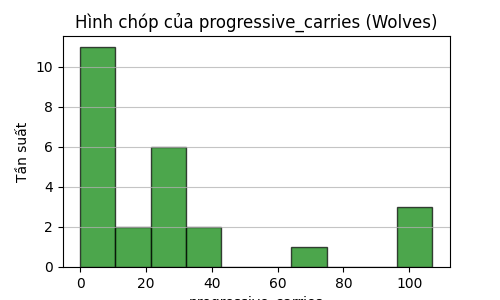 Hình chóp của progressive_carries (Wolves)
Tần suất
10
8
6
4
2
0
0 20 40 60 80 100
progressive_carries